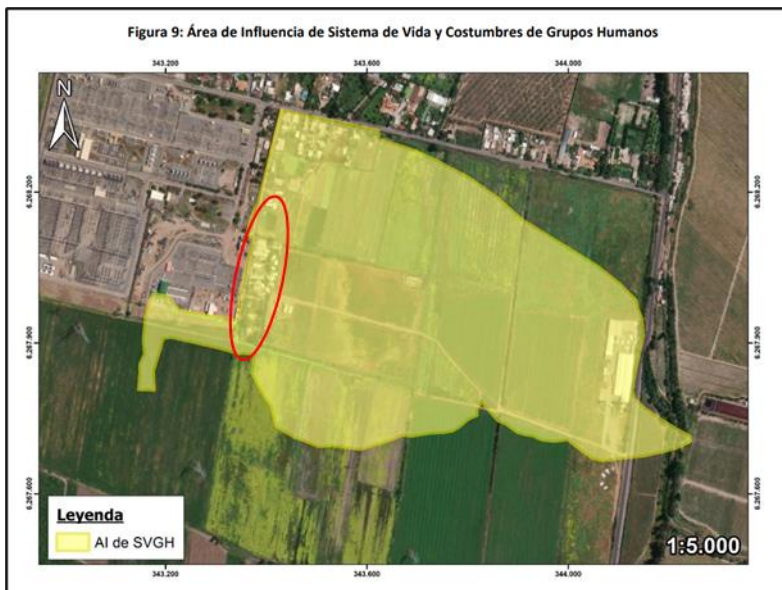 Figura 9: Área de Influencia de Sistema de Vida y Costumbres de Grupos Humanos
343.200 343.600 344.000
N
6.268.200 6.268.200
6.267.900 6.267.900
6.267.600 6.267.600
Leyenda
AI de SVGH
1:5.000
343.200 343.600 344.000